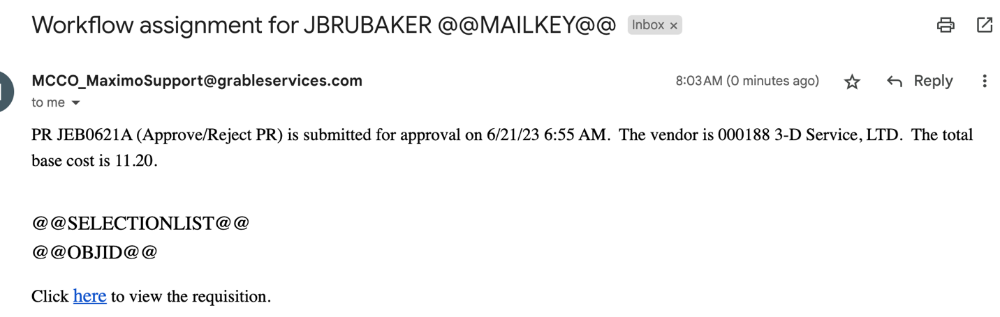 Workflow assignment for JBRUBAKER @@MAILKEY@@ Inbox ×
MCCO_MaximoSupport@grableservices.com 8:03 AM (0 minutes ago) Reply
to me
PR JEB0621A (Approve/Reject PR) is submitted for approval on 6/21/23 6:55 AM.  The vendor is 000188 3-D Service, LTD.  The total
base cost is 11.20.
@@SELECTIONLIST@@
@@OBJID@@
Click here to view the requisition.